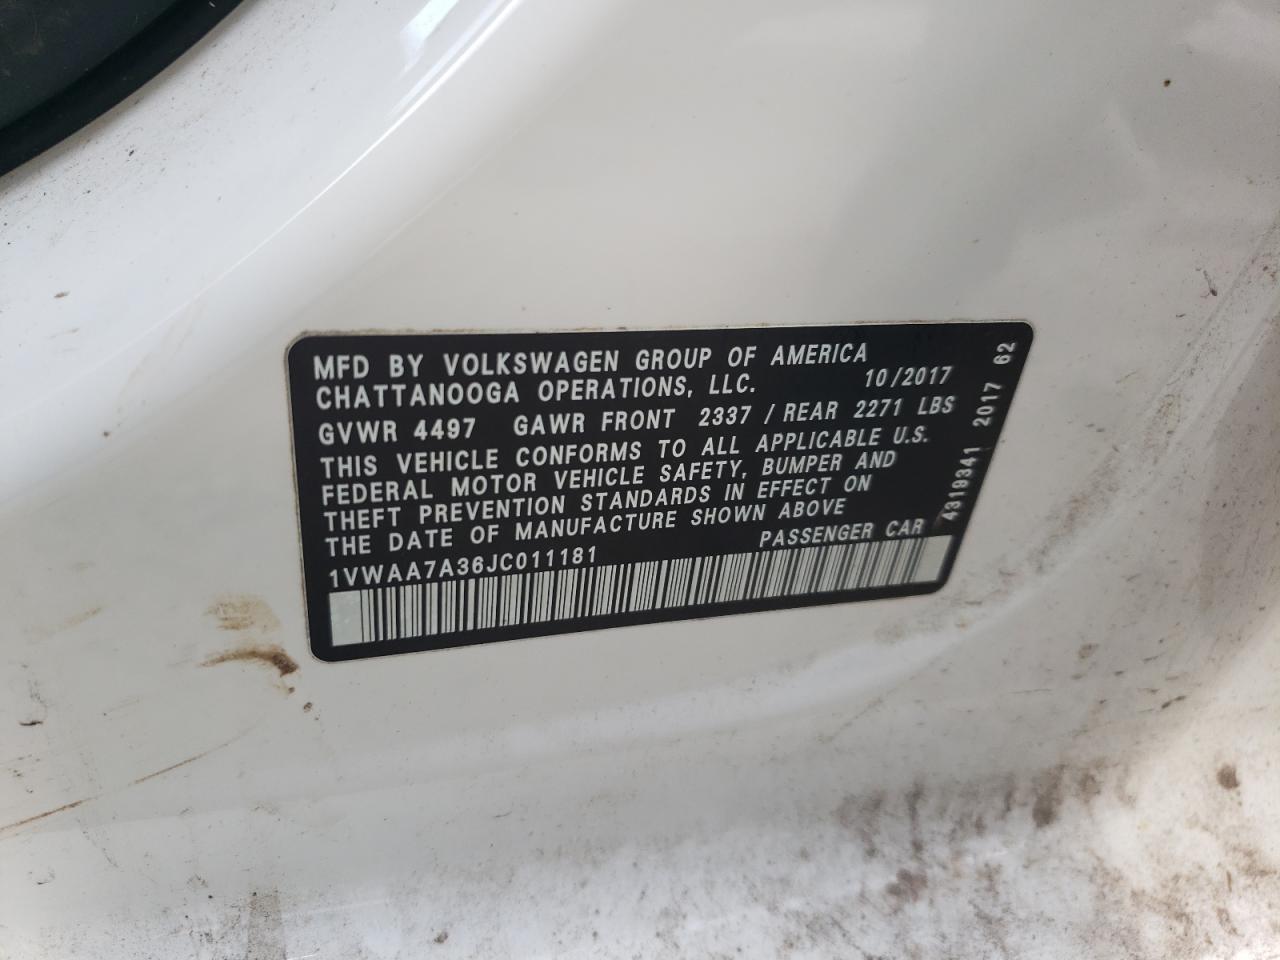 MFD BY VOLKSWAGEN GROUP OF AMERICA
CHATTANOOGA OPERATIONS, LLC. 10/2017
GVWR 4497 GAWR FRONT 2337 / REAR 2271 LBS
THIS VEHICLE CONFORMS TO ALL APPLICABLE U.S.
FEDERAL MOTOR VEHICLE SAFETY, BUMPER AND
THEFT PREVENTION STANDARDS IN EFFECT ON
THE DATE OF MANUFACTURE SHOWN ABOVE
1VWAA7A36JC011181 PASSENGER CAR
4319341 2017 62